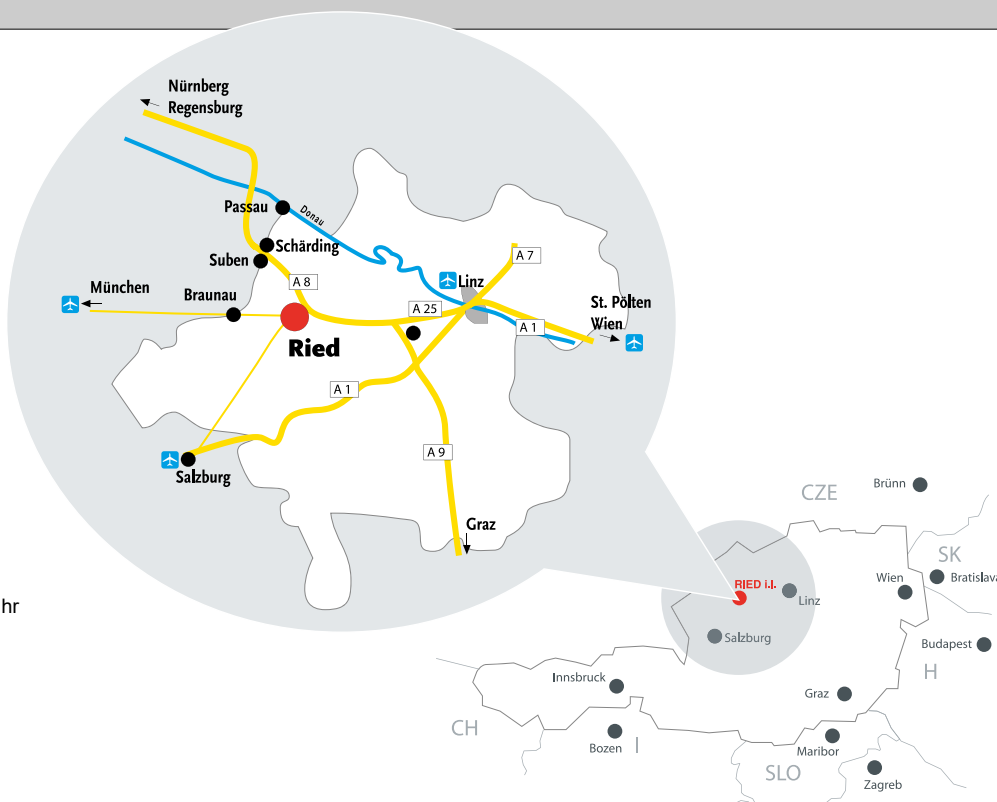 Nürnberg
Regensburg
Passau
Donau
Schärding
Suben
A 8
A 7
München
Braunau
Linz
A 25
St. Pölten
Wien
A 1
Ried
A 1
A 9
Salzburg
Graz
hr
CZE
Brünn
SK
RIED i.I.
Wien
Bratislava
Linz
Salzburg
Budapest
H
Innsbruck
Graz
CH
Bozen
I
Maribor
SLO
Zagreb